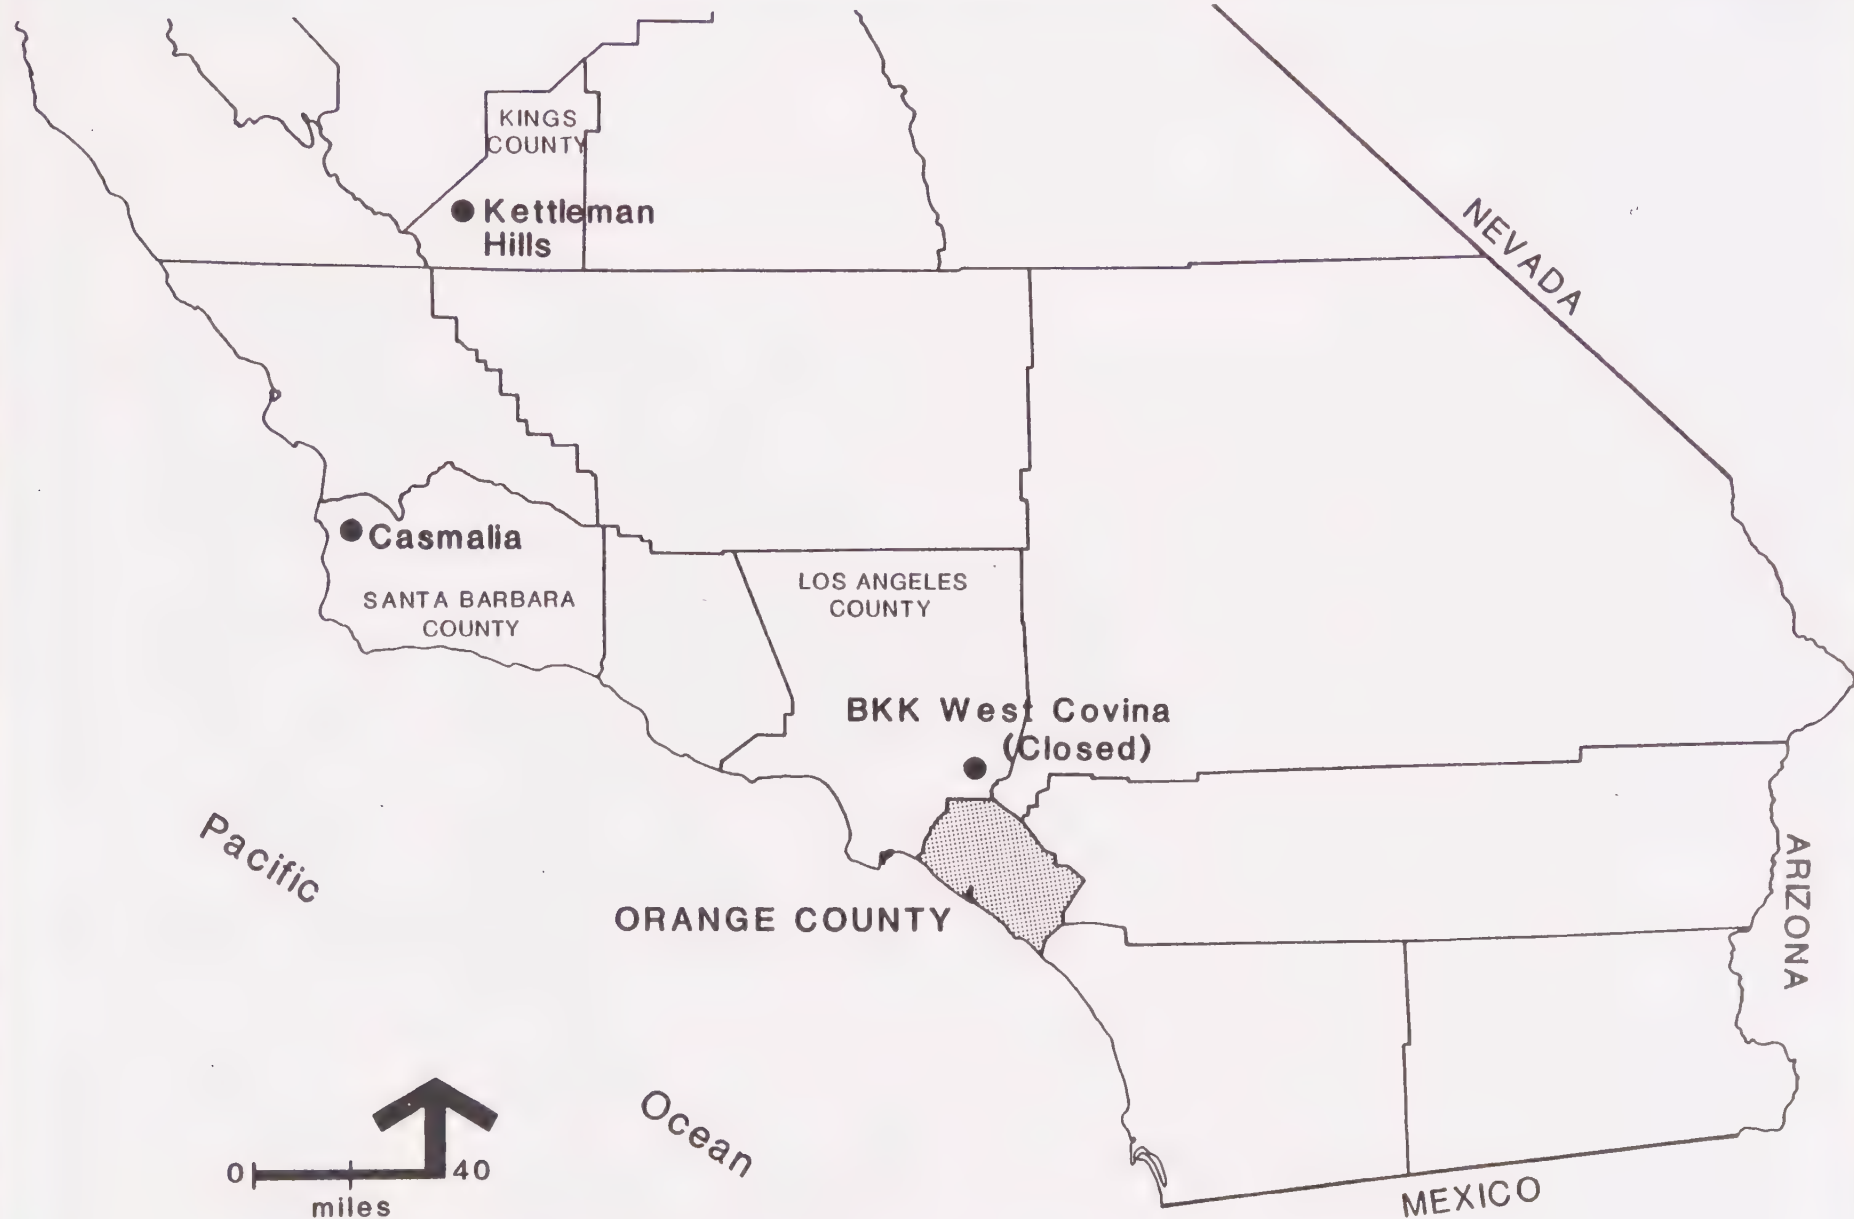 KINGS
COUNTY
Kettleman
Hills
NEVADA
Casmalia
SANTA BARBARA
COUNTY
LOS ANGELES
COUNTY
BKK West Covina
(Closed)
Pacific
ORANGE COUNTY
ARIZONA
Ocean
0 40
miles
MEXICO